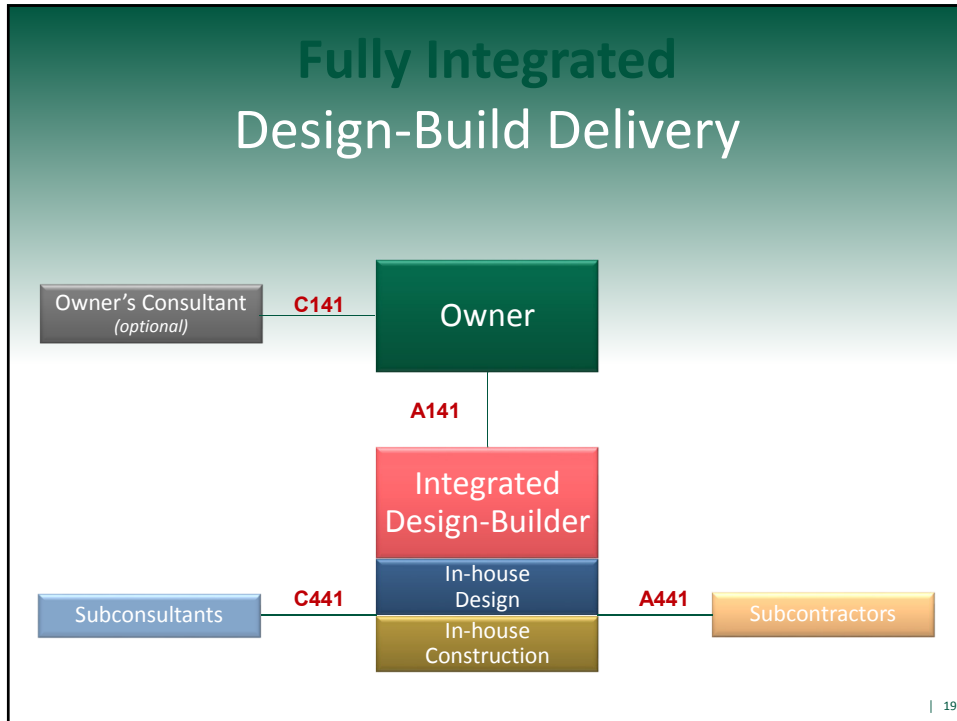 Fully Integrated
Design-Build Delivery
Owner’s Consultant
(optional)
C141
Owner
A141
Integrated
Design-Builder
In-house
Design
Subconsultants
C441
A441
Subcontractors
In-house
Construction
| 19